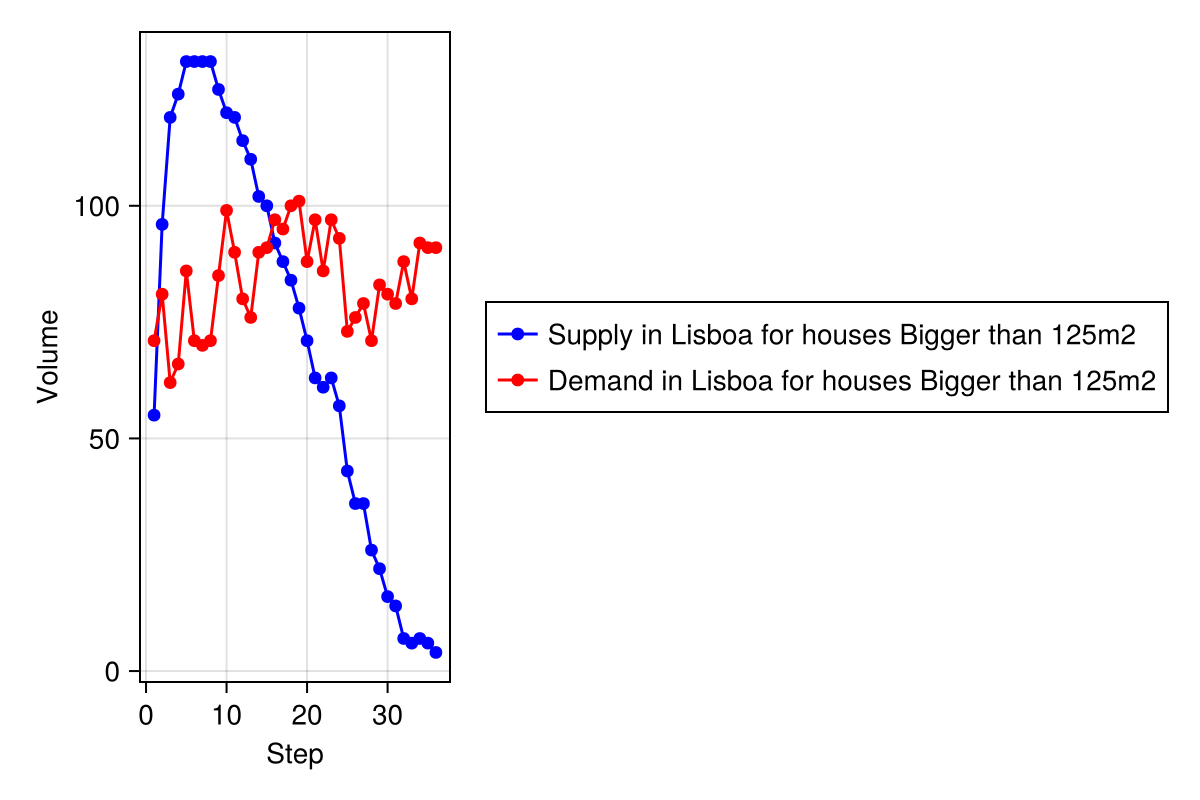 Volume
100
50
0
0 10 20 30
Step
Supply in Lisboa for houses Bigger than 125m2
Demand in Lisboa for houses Bigger than 125m2